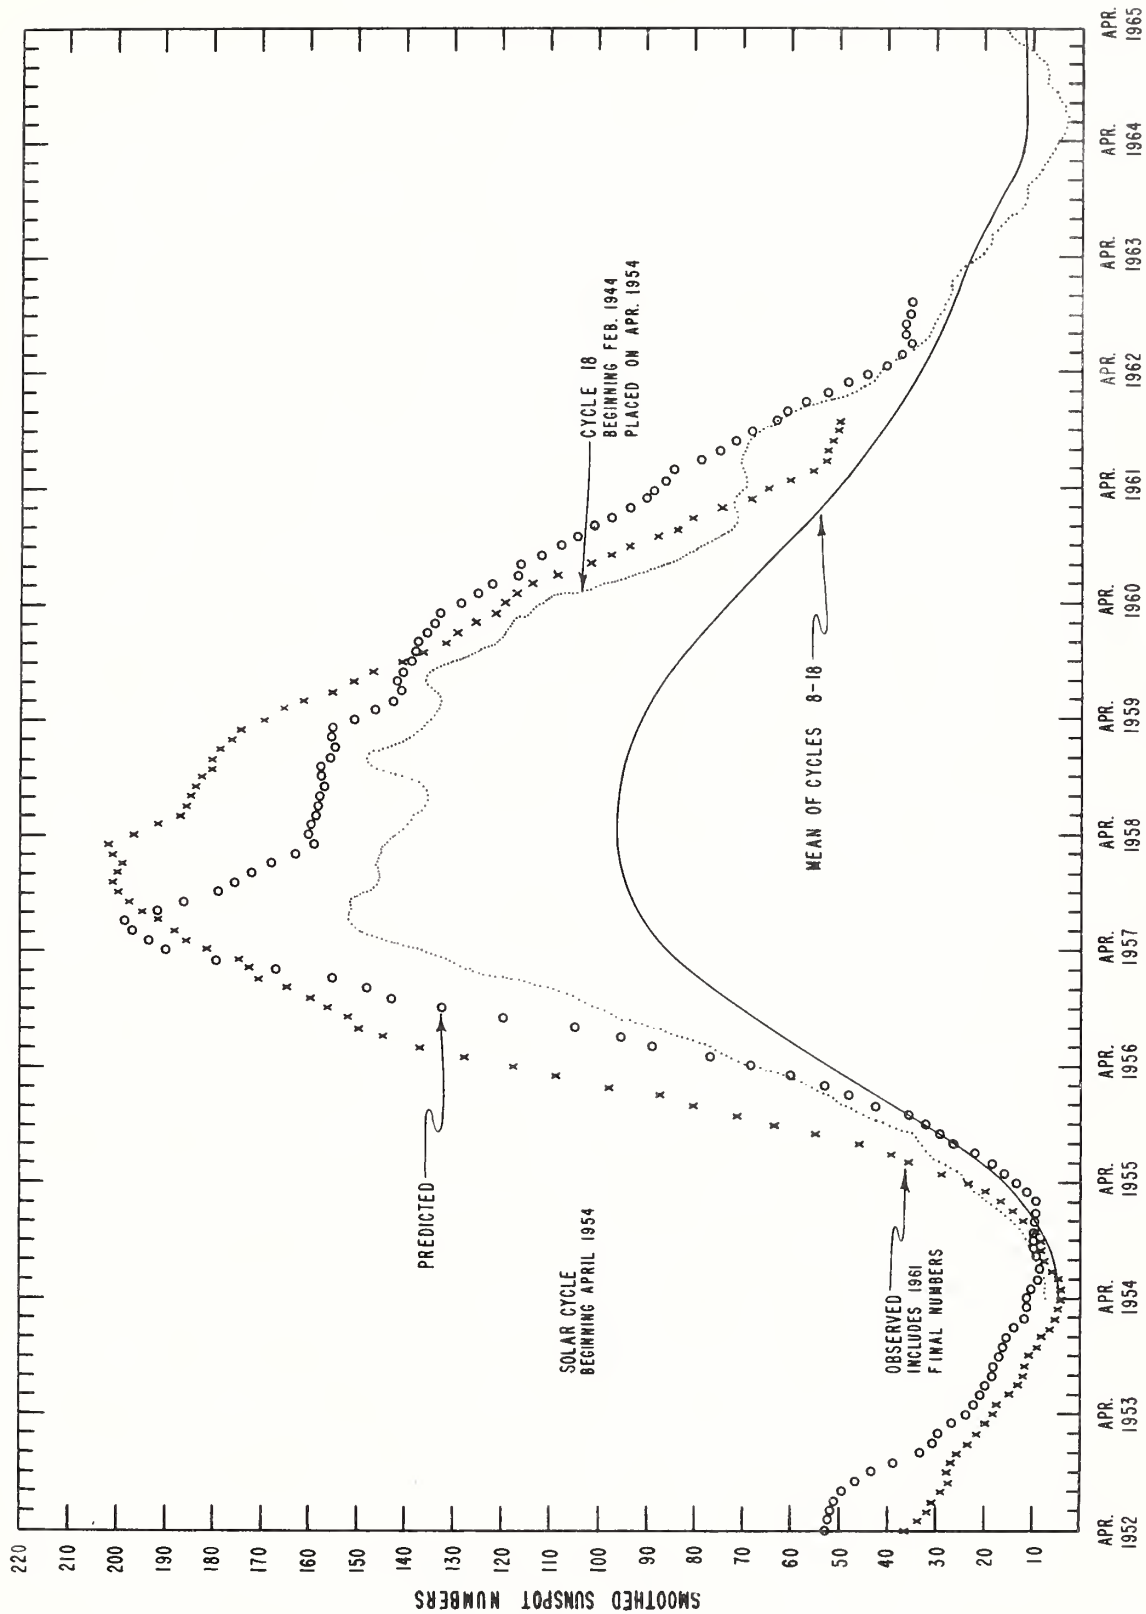 SMOOTHED SUNSPOT NUMBERS
220
210
200
190
180
170
160
150
140
130
120
110
100
90
80
70
60
50
40
30
20
10
SOLAR CYCLE
BEGINNING APRIL 1954
PREDICTED
OBSERVED
INCLUDES 1961
FINAL NUMBERS
MEAN OF CYCLES 8-18
CYCLE 18
BEGINNING FEB. 1944
PLACED ON APR. 1954
APR.
1952
APR.
1953
APR.
1954
APR.
1955
APR.
1956
APR.
1957
APR.
1958
APR.
1959
APR.
1960
APR.
1961
APR.
1962
APR.
1963
APR.
1964
APR.
1965